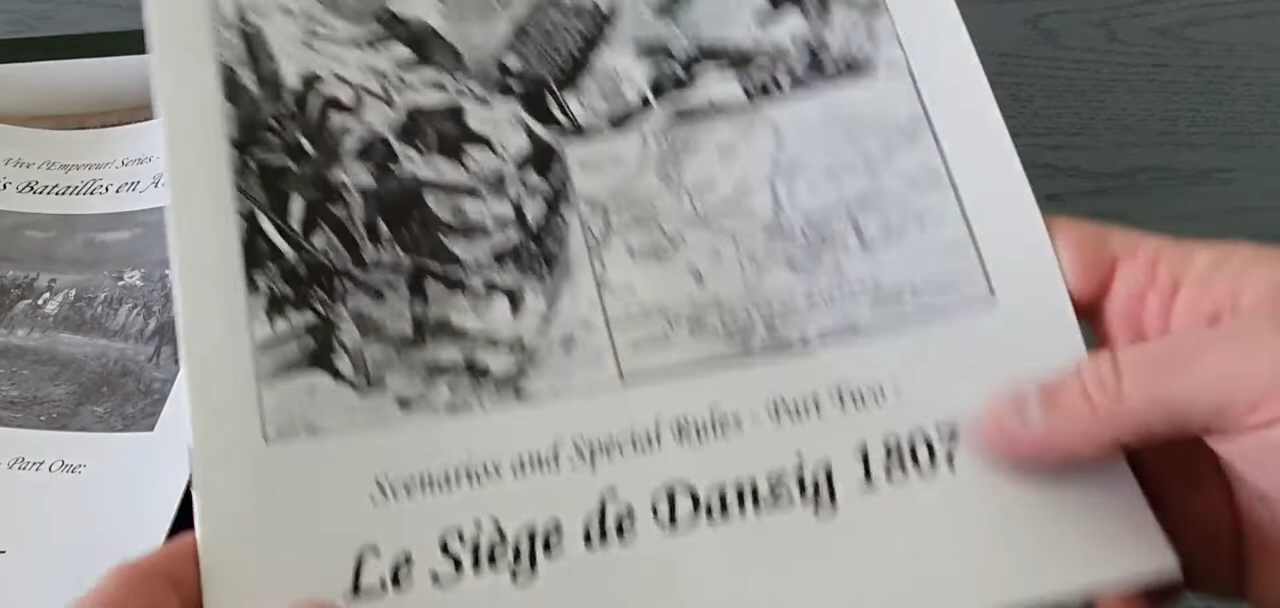 Vive l'Empereur! Series -
s Batailles en A
- Part One:
Scenarios and Special Rules - Part Two -
Le Siège de Danzig 1807